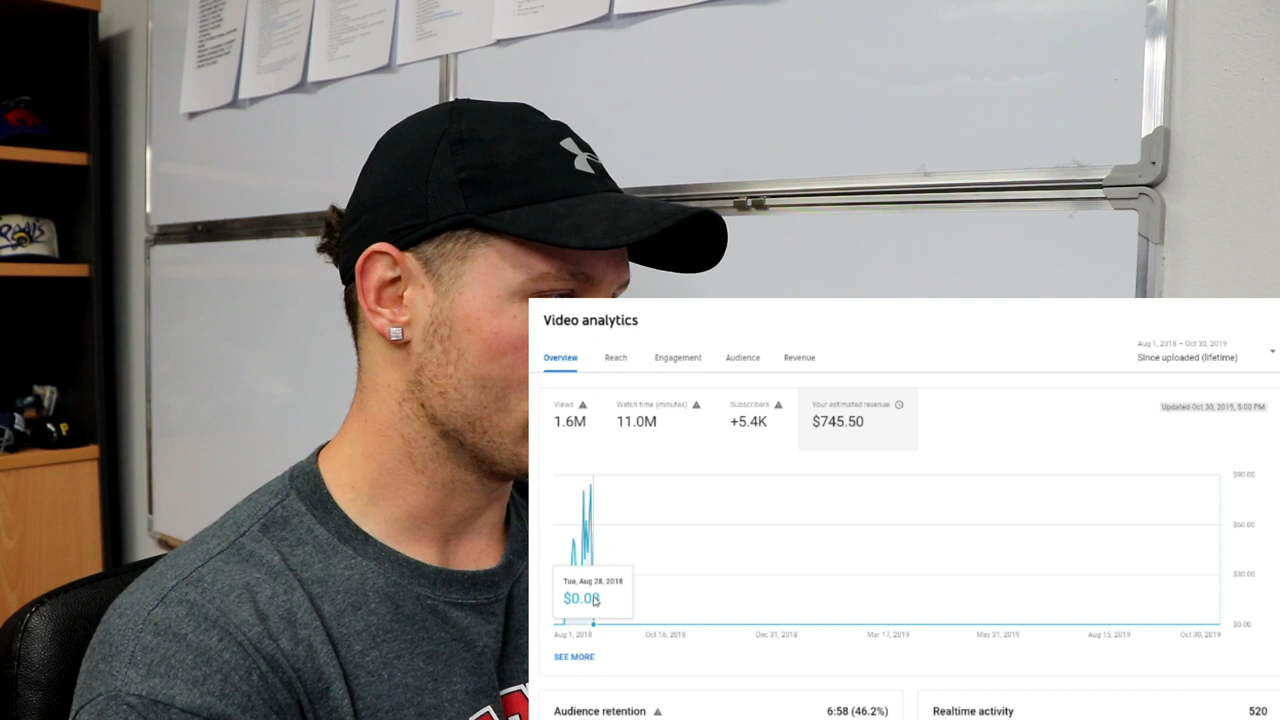 Video analytics
Aug 1, 2018 – Oct 30, 2019
Overview Reach Engagement Audience Revenue Since uploaded (lifetime)
Views Watch time (minutes) Subscribers Your estimated revenue
1.6M 11.0M +5.4K $745.50
Updated Oct 30, 2019, 5:00 PM
$90.00
$60.00
$30.00
Tue, Aug 28, 2018
$0.0
$0.00
Aug 1, 2018 Oct 16, 2018 Dec 31, 2018 Mar 17, 2019 May 31, 2019 Aug 15, 2019 Oct 30, 2019
SEE MORE
Audience retention 6:58 (46.2%) Realtime activity 520